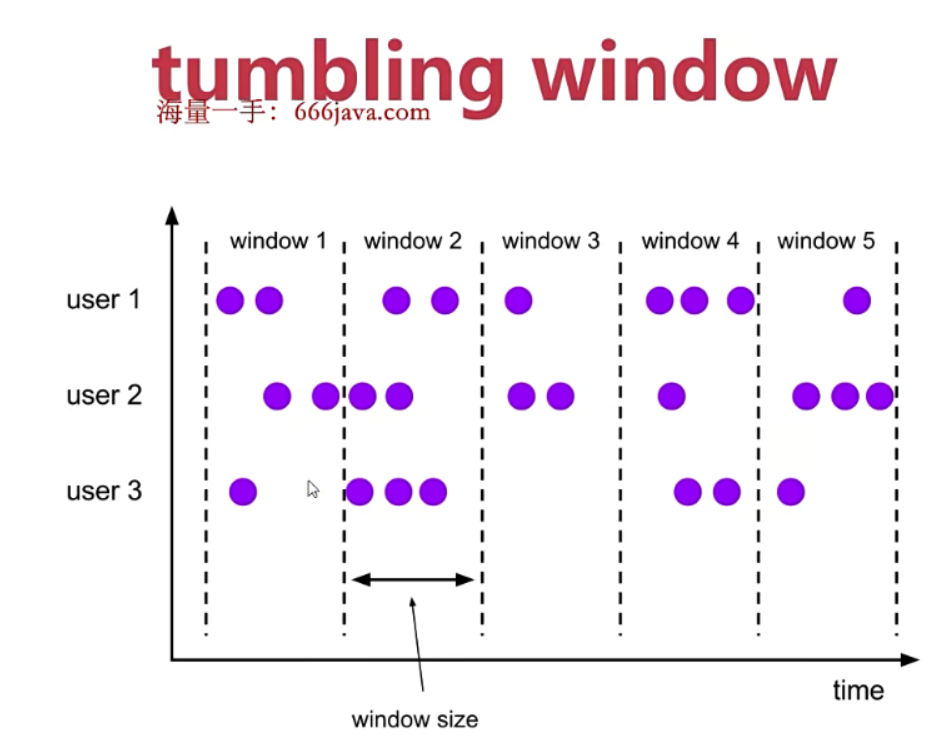 tumbling window
海量一手：666java.com
window 1 window 2 window 3 window 4 window 5
user 1
user 2
user 3
time
window size